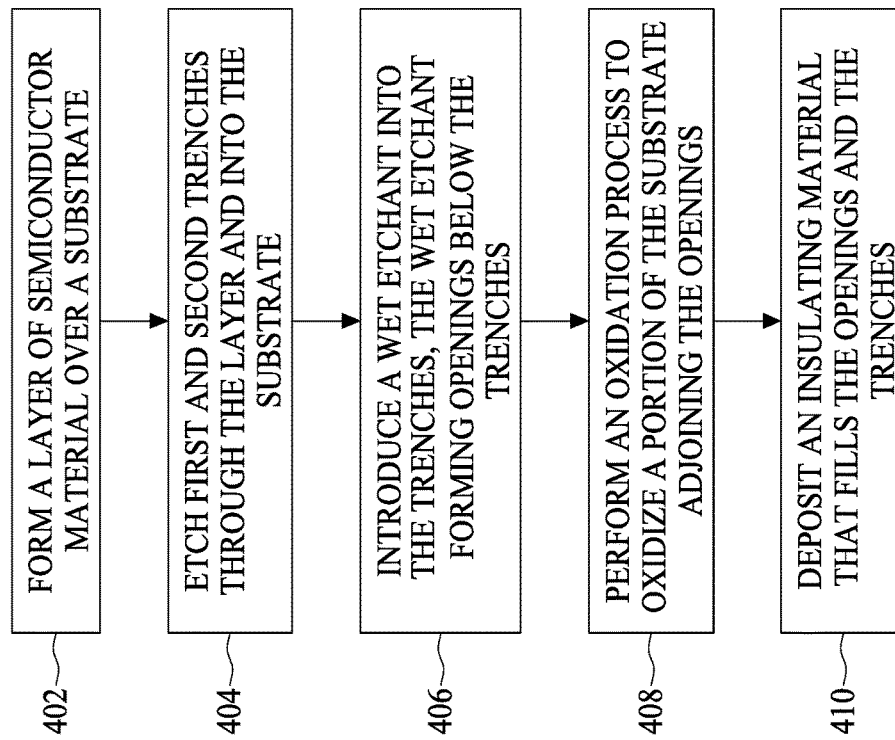 FORM A LAYER OF SEMICONDUCTOR
MATERIAL OVER A SUBSTRATE
402
ETCH FIRST AND SECOND TRENCHES
THROUGH THE LAYER AND INTO THE
SUBSTRATE
404
INTRODUCE A WET ETCHANT INTO
THE TRENCHES, THE WET ETCHANT
FORMING OPENINGS BELOW THE
TRENCHES
406
PERFORM AN OXIDATION PROCESS TO
OXIDIZE A PORTION OF THE SUBSTRATE
ADJOINING THE OPENINGS
408
DEPOSIT AN INSULATING MATERIAL
THAT FILLS THE OPENINGS AND THE
TRENCHES
410